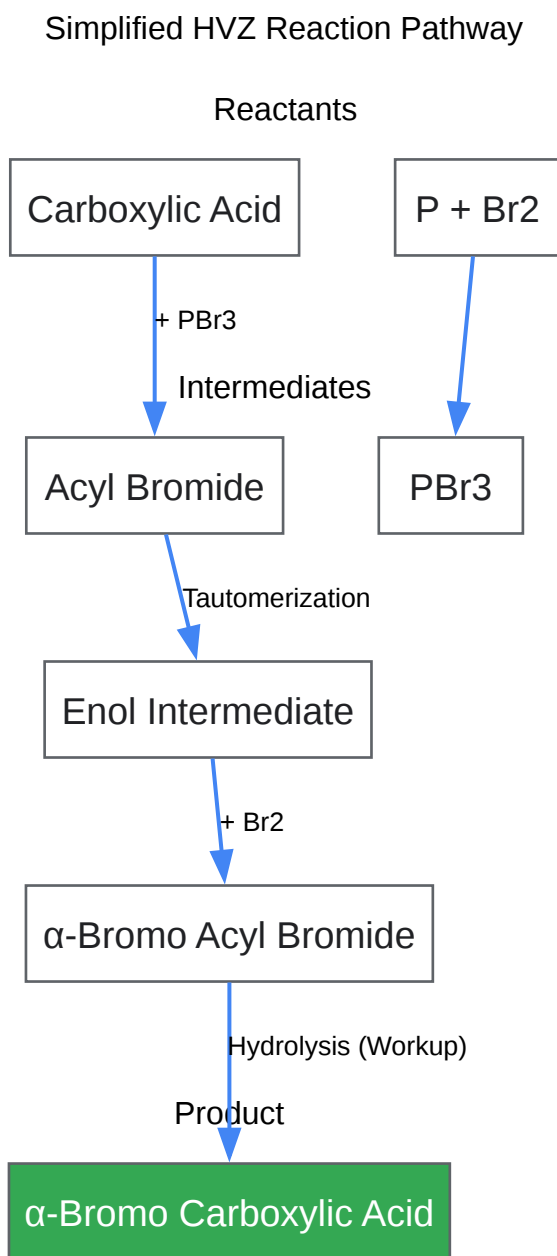 Simplified HVZ Reaction Pathway
Reactants
Carboxylic Acid
P + Br2
+ PBr3
Intermediates
Acyl Bromide
PBr3
Tautomerization
Enol Intermediate
+ Br2
α-Bromo Acyl Bromide
Hydrolysis (Workup)
Product
α-Bromo Carboxylic Acid